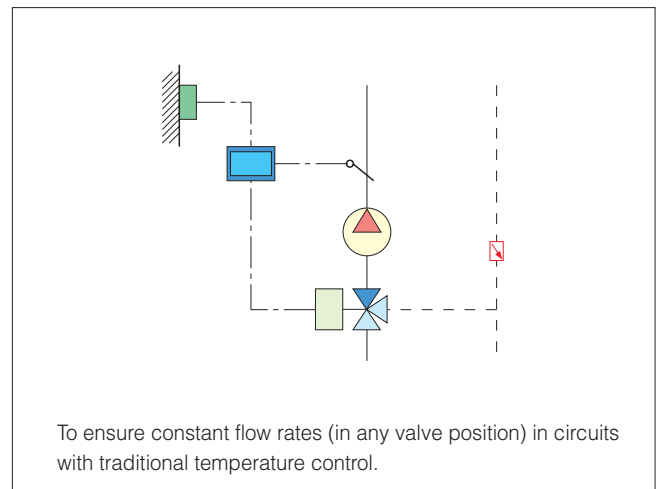 To ensure constant flow rates (in any valve position) in circuits
with traditional temperature control.